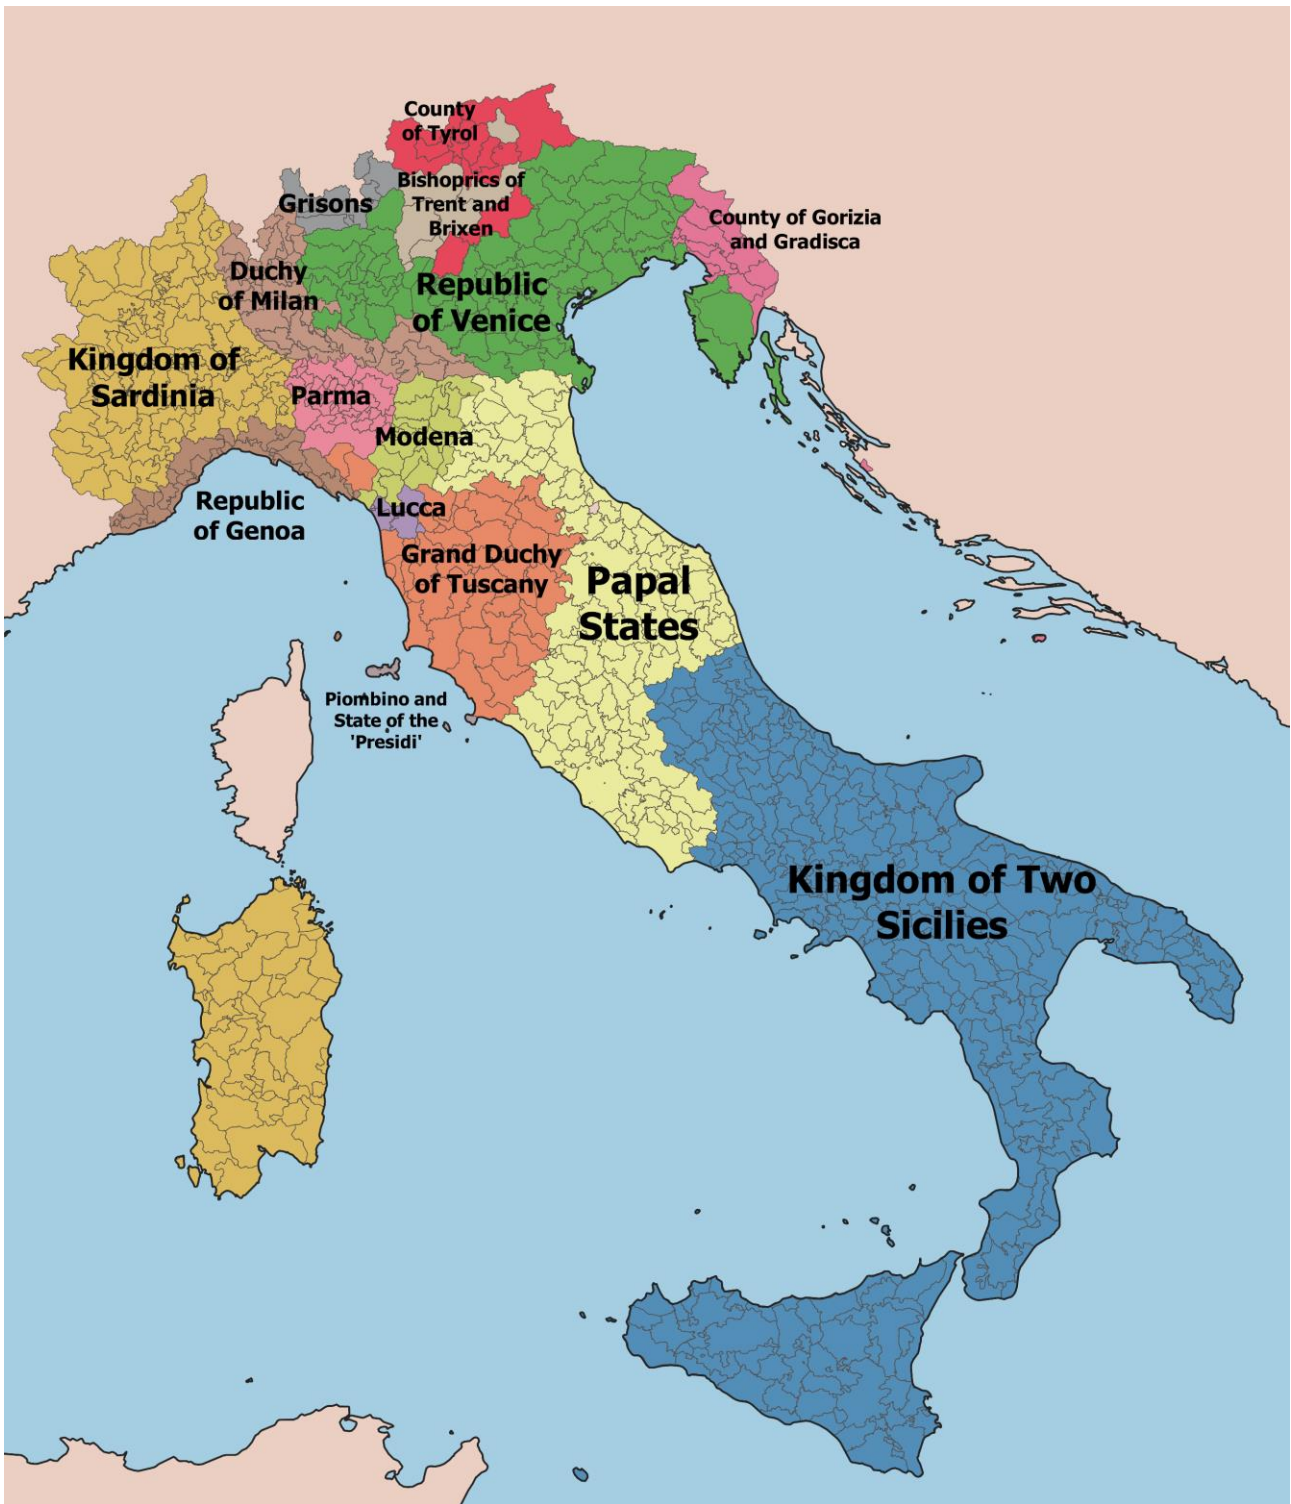 County
of Tyrol
Grisons
Bishoprics of
Trent and
Brixen
County of Gorizia
and Gradisca
Duchy
of Milan
Republic
of Venice
Kingdom of
Sardinia
Parma
Modena
Republic
of Genoa
Lucca
Grand Duchy
of Tuscany
Papal
States
Piombino and
State of the
'Presidi'
Kingdom of Two
Sicilies